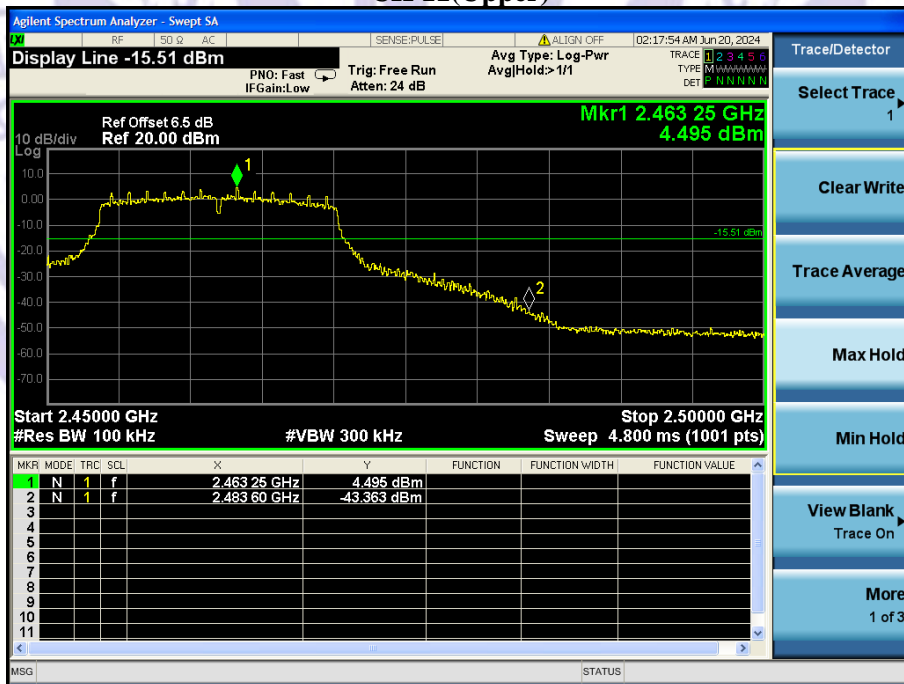 CH 11(Upper)
Agilent Spectrum Analyzer - Swept SA
LXI RF 50 Ω AC SENSE:PULSE ALIGN OFF 02:17:54 AM Jun 20, 2024
Display Line -15.51 dBm
PNO: Fast
IFGain:Low
Trig: Free Run
Atten: 24 dB
Avg Type: Log-Pwr
Avg|Hold:>1/1
TRACE 1 2 3 4 5 6
TYPE M
DET P N N N N N
Trace/Detector
Mkr1 2.463 25 GHz
4.495 dBm
Ref Offset 6.5 dB
10 dB/div Ref 20.00 dBm
Log
1
10.0
0.00
-10.0
-15.51 dBm
-20.0
-30.0
2
-40.0
-50.0
-60.0
-70.0
Start 2.45000 GHz Stop 2.50000 GHz
#Res BW 100 kHz #VBW 300 kHz Sweep 4.800 ms (1001 pts)
MKR MODE TRC SCL X Y FUNCTION FUNCTION WIDTH FUNCTION VALUE
1 N 1 f 2.463 25 GHz 4.495 dBm
2 N 1 f 2.483 60 GHz -43.363 dBm
3
4
5
6
7
8
9
10
11
MSG STATUS
Select Trace
1
Clear Write
Trace Average
Max Hold
Min Hold
View Blank
Trace On
More
1 of 3